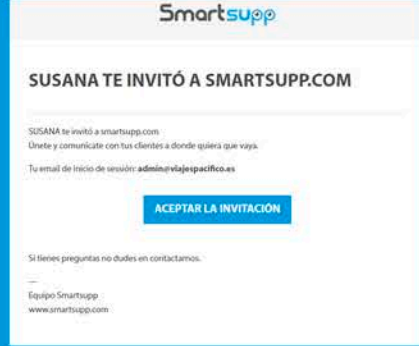 Smartsupp
SUSANA TE INVITÓ A SMARTSUPP.COM
SUSANA te invitó a smartsupp.com
Únete y comunícate con tus clientes a donde quiera que vaya.
Tu email de inicio de sesión: admin@viajespacifico.es
ACEPTAR LA INVITACIÓN
Si tienes preguntas no dudes en contactarnos.
—
Equipo Smartsupp
www.smartsupp.com